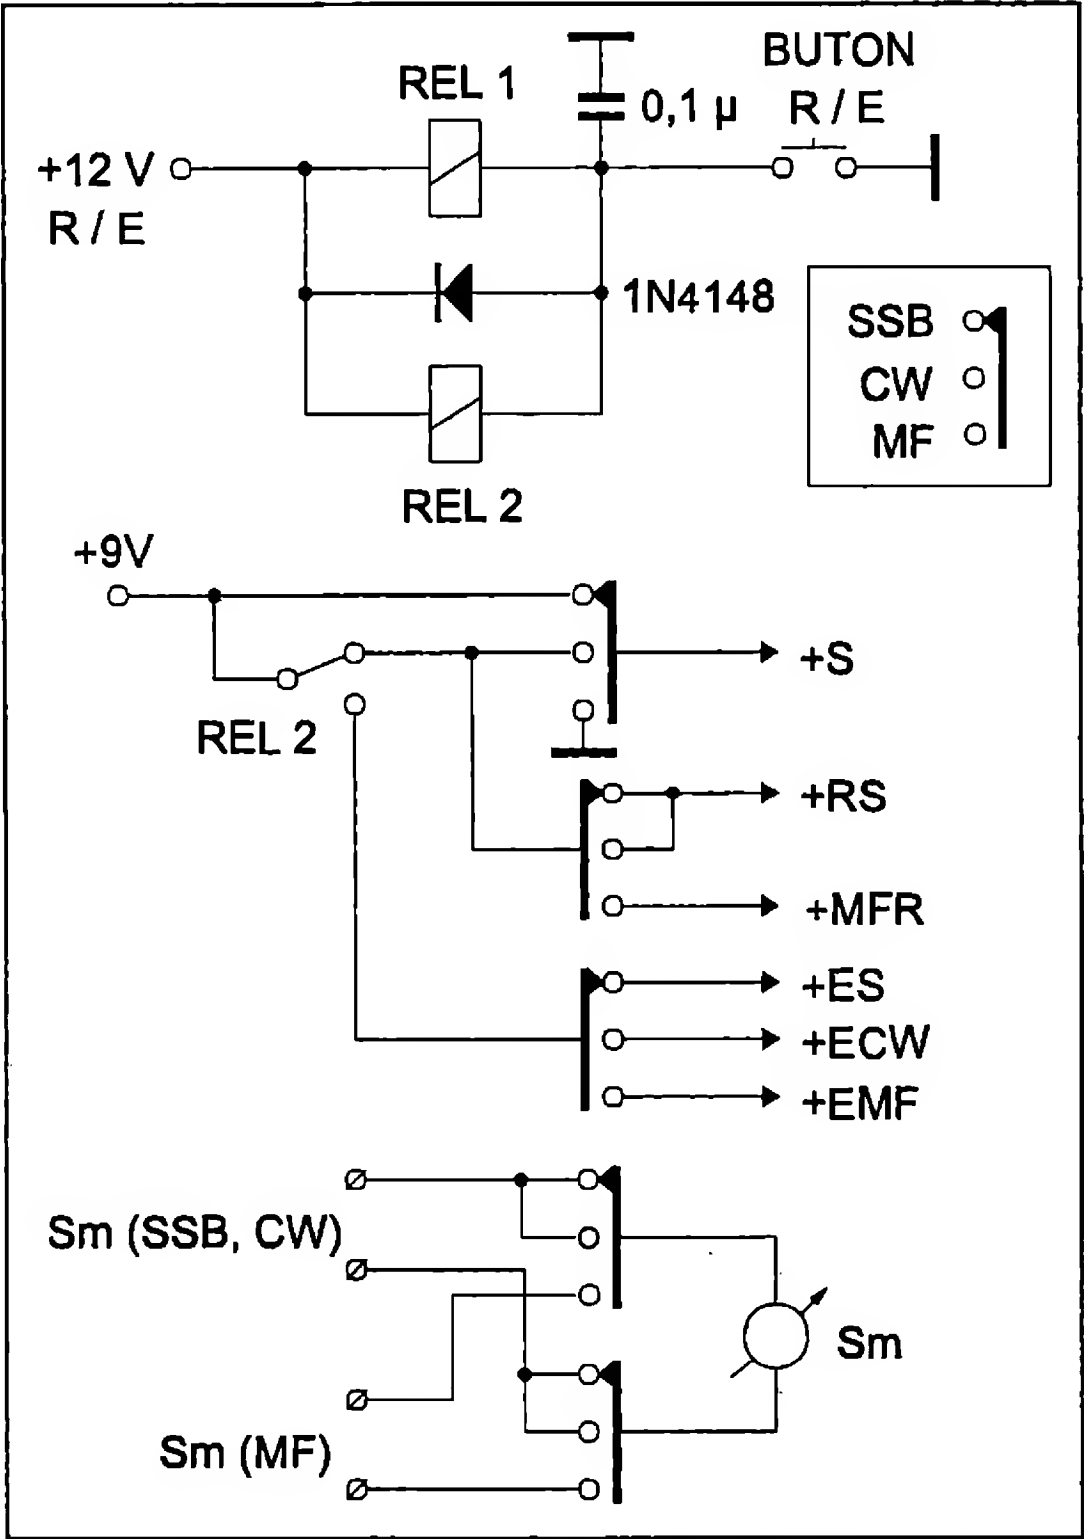 BUTON
R / E
REL 1
0,1 µ
+12 V
R / E
1N4148
REL 2
SSB
CW
MF
+9V
REL 2
+S
+RS
+MFR
+ES
+ECW
+EMF
Sm (SSB, CW)
Sm
Sm (MF)